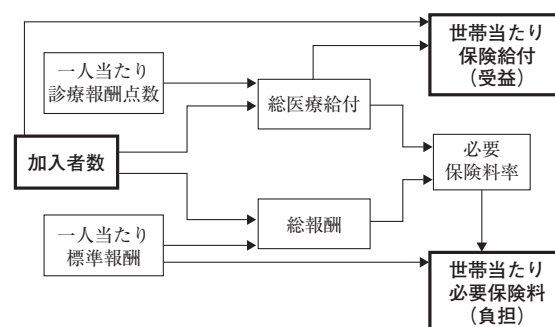 世帯当たり
保険給付
（受益）
一人当たり
診療報酬点数
総医療給付
加入者数
必要
保険料率
総報酬
一人当たり
標準報酬
世帯当たり
必要保険料
（負担）